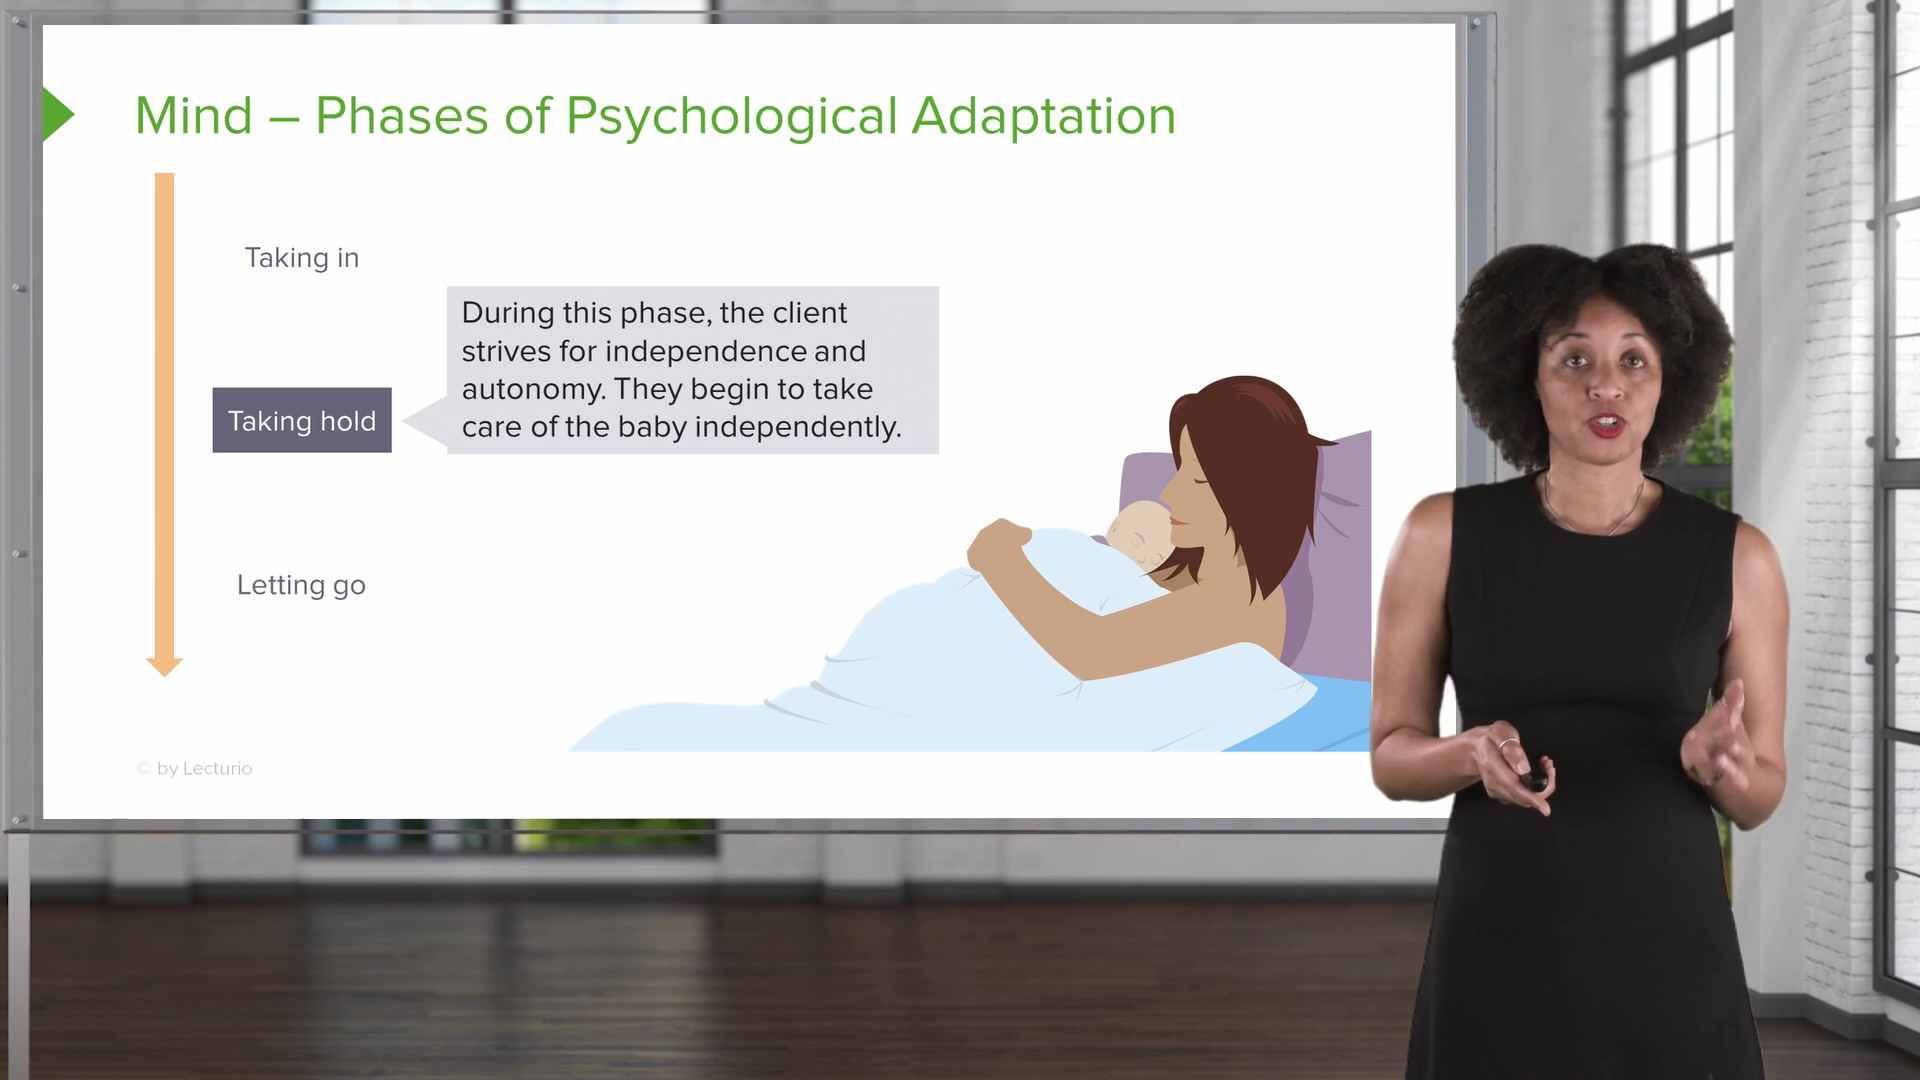 Mind – Phases of Psychological Adaptation
Taking in
During this phase, the client
strives for independence and
autonomy. They begin to take
care of the baby independently.
Taking hold
Letting go
© by Lecturio